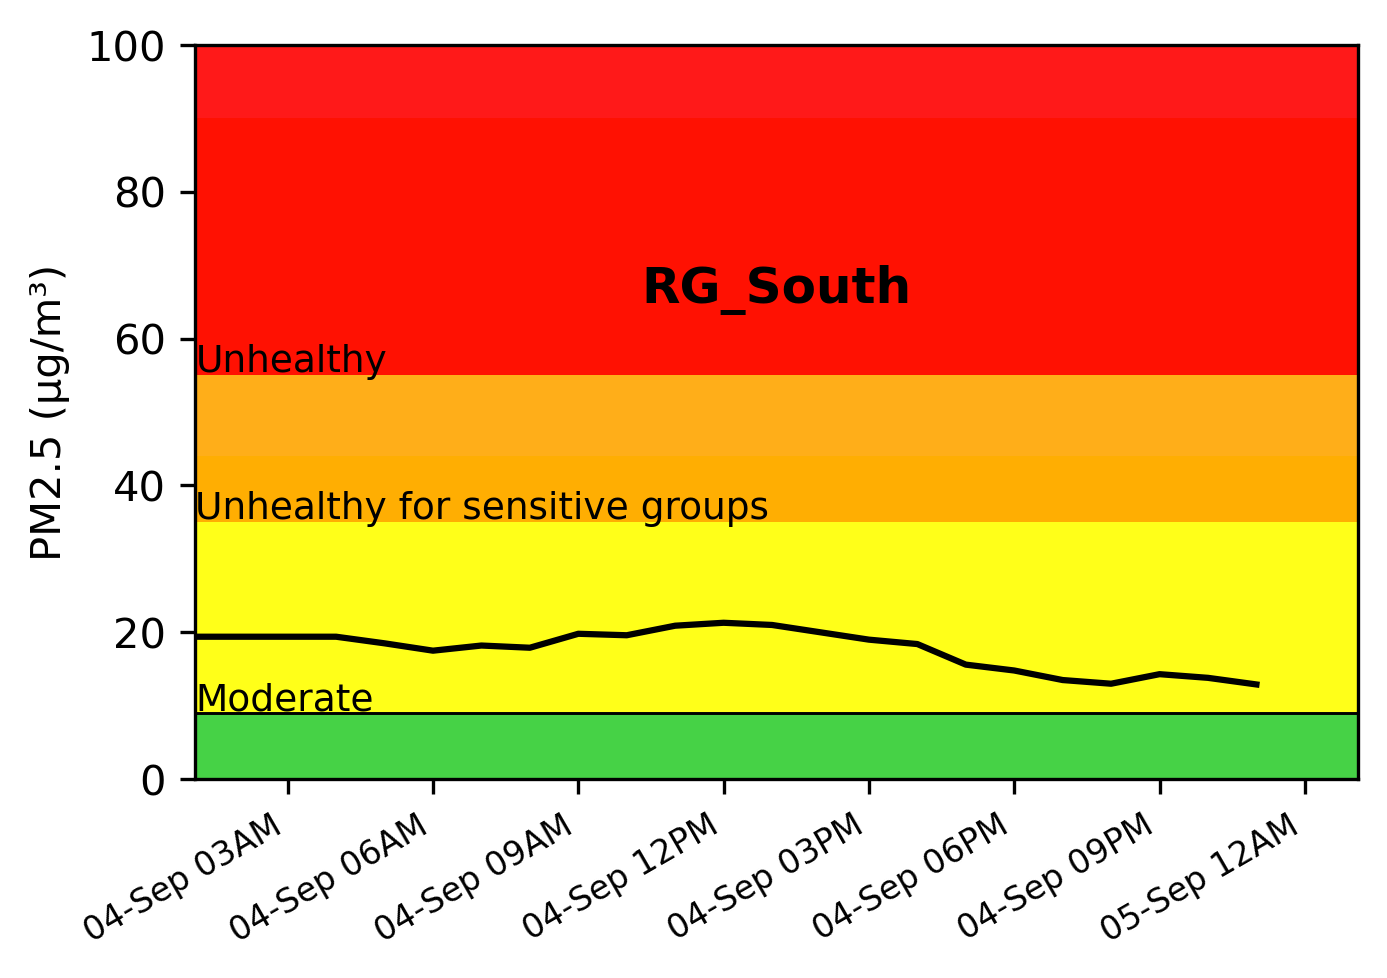 100
80
60
40
20
0
PM2.5 (μg/m³)
RG_South
Unhealthy
Unhealthy for sensitive groups
Moderate
04-Sep 03AM
04-Sep 06AM
04-Sep 09AM
04-Sep 12PM
04-Sep 03PM
04-Sep 06PM
04-Sep 09PM
05-Sep 12AM